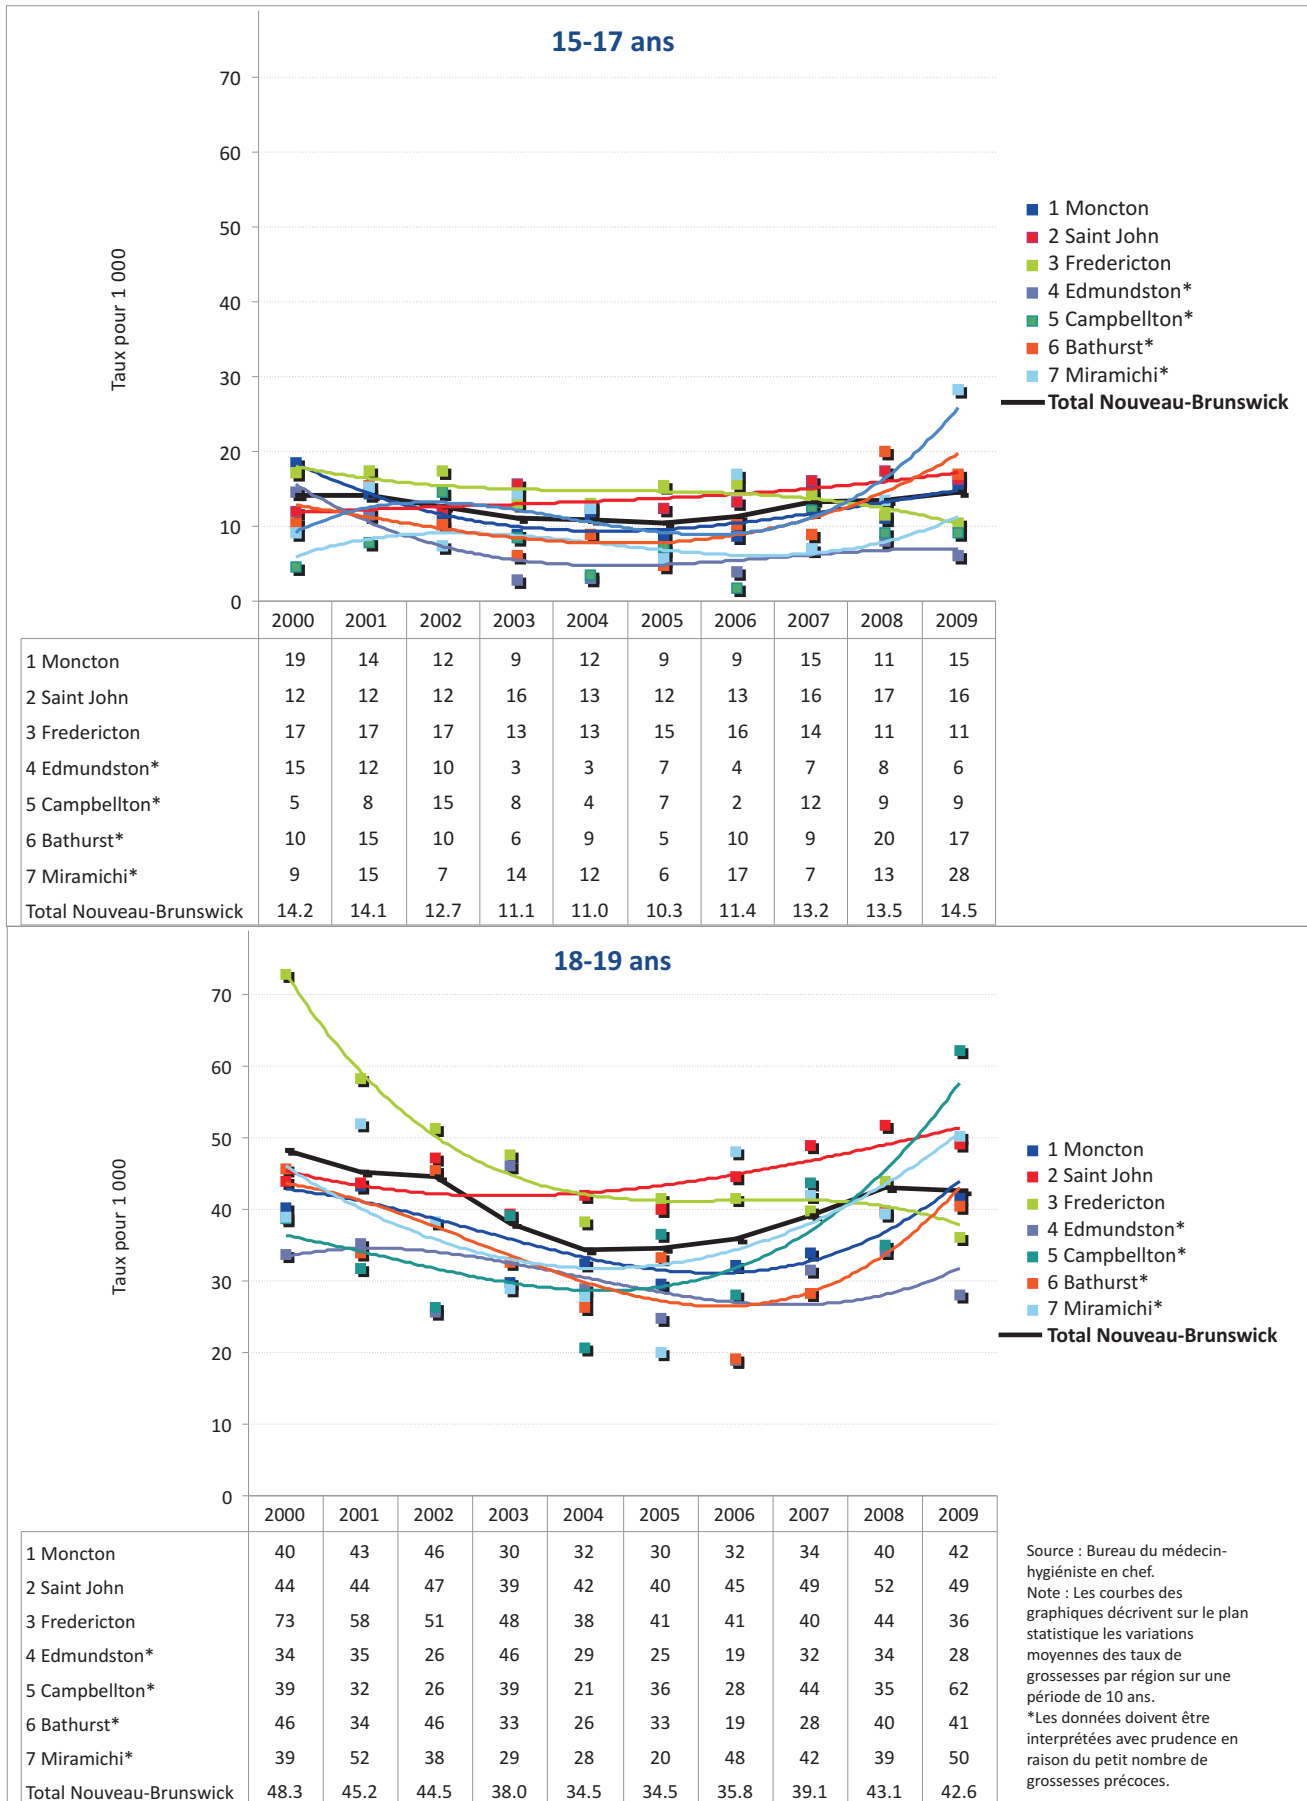 15-17 ans
Taux pour 1 000
70
60
50
40
30
20
10
0
1 Moncton
2 Saint John
3 Fredericton
4 Edmundston*
5 Campbellton*
6 Bathurst*
7 Miramichi*
Total Nouveau-Brunswick
2000 2001 2002 2003 2004 2005 2006 2007 2008 2009
1 Moncton 19 14 12 9 12 9 9 15 11 15
2 Saint John 12 12 12 16 13 12 13 16 17 16
3 Fredericton 17 17 17 13 13 15 16 14 11 11
4 Edmundston* 15 12 10 3 3 7 4 7 8 6
5 Campbellton* 5 8 15 8 4 7 2 12 9 9
6 Bathurst* 10 15 10 6 9 5 10 9 20 17
7 Miramichi* 9 15 7 14 12 6 17 7 13 28
Total Nouveau-Brunswick 14.2 14.1 12.7 11.1 11.0 10.3 11.4 13.2 13.5 14.5
18-19 ans
Taux pour 1 000
70
60
50
40
30
20
10
0
1 Moncton
2 Saint John
3 Fredericton
4 Edmundston*
5 Campbellton*
6 Bathurst*
7 Miramichi*
Total Nouveau-Brunswick
2000 2001 2002 2003 2004 2005 2006 2007 2008 2009
1 Moncton 40 43 46 30 32 30 32 34 40 42
2 Saint John 44 44 47 39 42 40 45 49 52 49
3 Fredericton 73 58 51 48 38 41 41 40 44 36
4 Edmundston* 34 35 26 46 29 25 19 32 34 28
5 Campbellton* 39 32 26 39 21 36 28 44 35 62
6 Bathurst* 46 34 46 33 26 33 19 28 40 41
7 Miramichi* 39 52 38 29 28 20 48 42 39 50
Total Nouveau-Brunswick 48.3 45.2 44.5 38.0 34.5 34.5 35.8 39.1 43.1 42.6
Source : Bureau du médecin-
hygiéniste en chef.
Note : Les courbes des
graphiques décrivent sur le plan
statistique les variations
moyennes des taux de
grossesses par région sur une
période de 10 ans.
*Les données doivent être
interprétées avec prudence en
raison du petit nombre de
grossesses précoces.